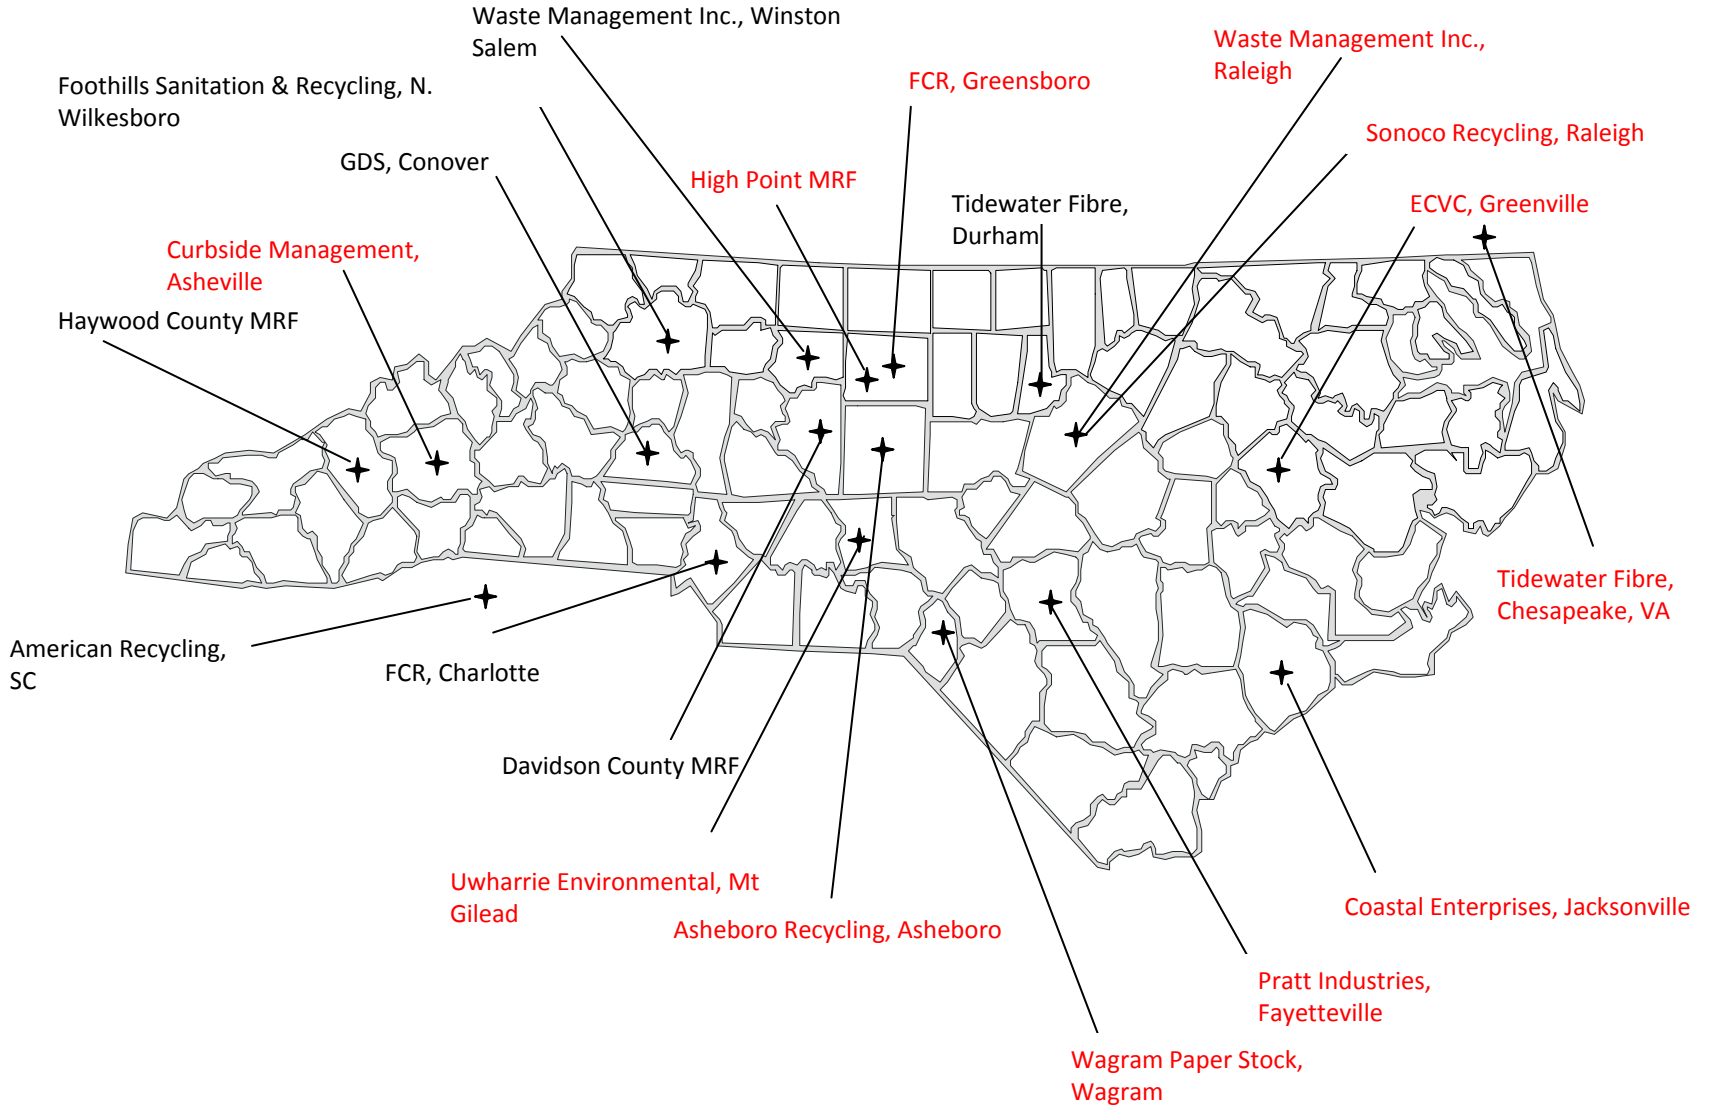 Waste Management Inc., Winston
Salem
Waste Management Inc.,
Raleigh
Foothills Sanitation & Recycling, N.
Wilkesboro
FCR, Greensboro
Sonoco Recycling, Raleigh
GDS, Conover
High Point MRF
Tidewater Fibre,
Durham
ECVC, Greenville
Curbside Management,
Asheville
Haywood County MRF
Tidewater Fibre,
Chesapeake, VA
American Recycling,
SC
FCR, Charlotte
Davidson County MRF
Uwharrie Environmental, Mt
Gilead
Asheboro Recycling, Asheboro
Coastal Enterprises, Jacksonville
Pratt Industries,
Fayetteville
Wagram Paper Stock,
Wagram